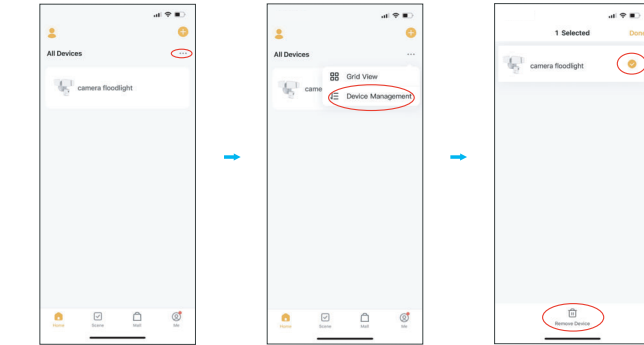 All Devices
camera floodlight
Home
Scene
Mall
Me
All Devices
Grid View
came
Device Management
Home
Scene
Mall
Me
1 Selected
Done
camera floodlight
Remove Device